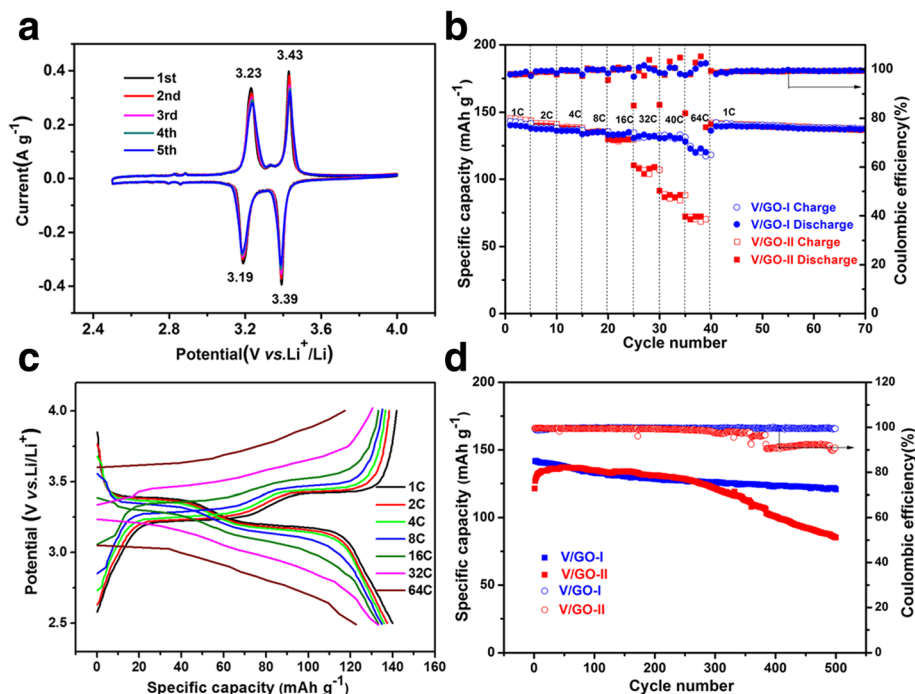 a
0.4
0.2
0.0
-0.2
-0.4
Current(A g⁻¹)
1st
2nd
3rd
4th
5th
3.23
3.43
3.19
3.39
2.4 2.8 3.2 3.6 4.0
Potential(V vs.Li⁺/Li)
b
200
150
100
50
0
Specific capacity (mAh g⁻¹)
1C 2C 4C 8C 16C 32C 40C 64C 1C
V/GO-I Charge
V/GO-I Discharge
V/GO-II Charge
V/GO-II Discharge
100
80
60
40
20
0
Coulombic efficiency(%)
0 10 20 30 40 50 60 70
Cycle number
c
4.0
3.5
3.0
2.5
Potential (V vs.Li/Li⁺)
1C
2C
4C
8C
16C
32C
64C
0 20 40 60 80 100 120 140 160
Specific capacity (mAh g⁻¹)
d
200
150
100
50
0
Specific capacity (mAh g⁻¹)
V/GO-I
V/GO-II
V/GO-I
V/GO-II
120
100
80
60
40
20
0
Coulombic effciency(%)
0 100 200 300 400 500
Cycle number